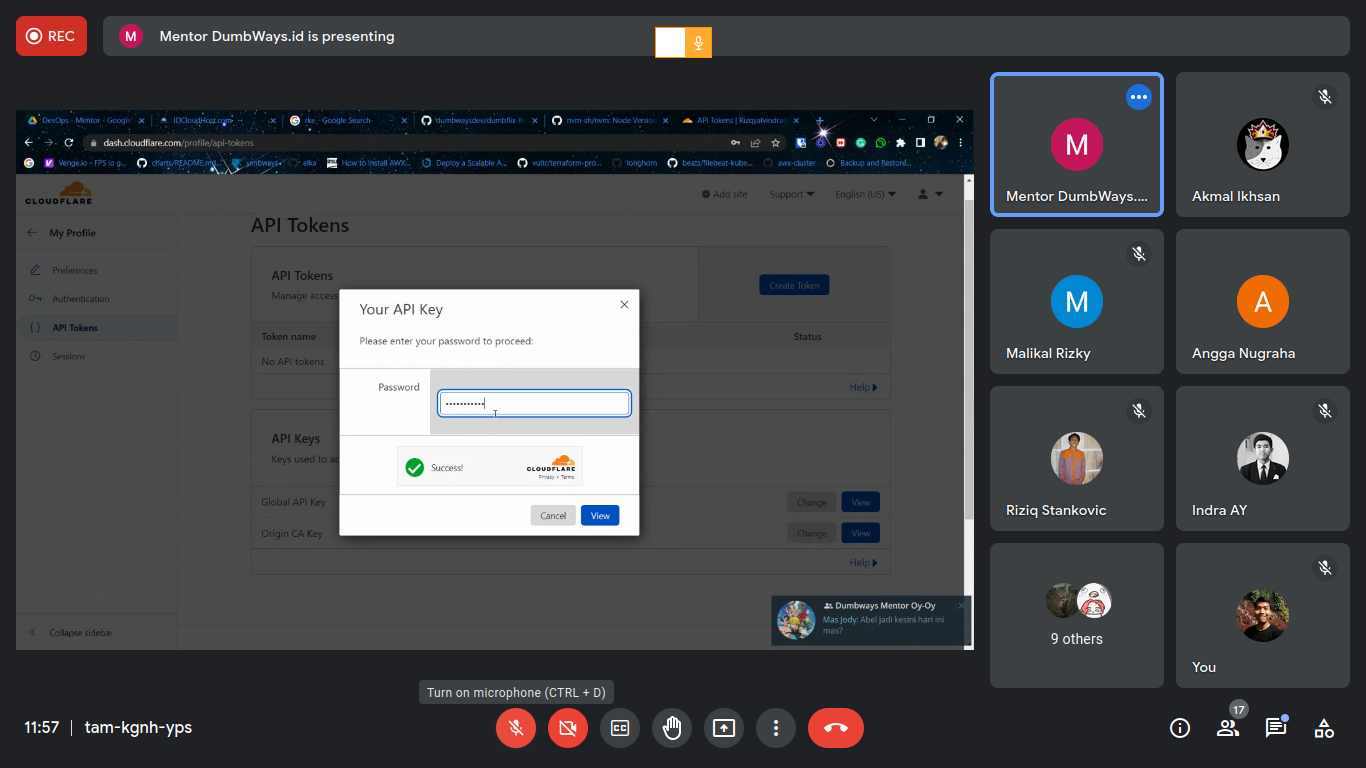 REC
M
Mentor DumbWays.id is presenting
DevOps - Mentor - Google
IDCloudHost.com
rke - Google Search
dumbwaysdev/dumbflix-fr
nvm-sh/nvm: Node Version
API Tokens | Rizqyalvindra
dash.cloudflare.com/profile/api-tokens
Venge.io - FPS io g...
charts/README.md
umbways
elka
How to Install AWX...
Deploy a Scalable A...
vultr/terraform-pro...
longhorn
beats/filebeat-kube...
awx-cluster
Backup and Restore...
CLOUDFLARE
Add site
Support
English (US)
My Profile
Preferences
Authentication
API Tokens
Sessions
Collapse sidebar
API Tokens
API Tokens
Manage access
Create Token
Token name
Status
No API tokens
Help
API Keys
Keys used to ac
Global API Key
Change
View
Origin CA Key
Change
View
Help
Your API Key
Please enter your password to proceed:
Password
Success!
CLOUDFLARE
Privacy • Terms
Cancel
View
Dumbways Mentor Oy-Oy
Mas Jody: Abel jadi kesini hari ini
mas?
M
Mentor DumbWays....
Akmal Ikhsan
M
Malikal Rizky
A
Angga Nugraha
Riziq Stankovic
Indra AY
9 others
You
Turn on microphone (CTRL + D)
11:57
tam-kgnh-yps
17